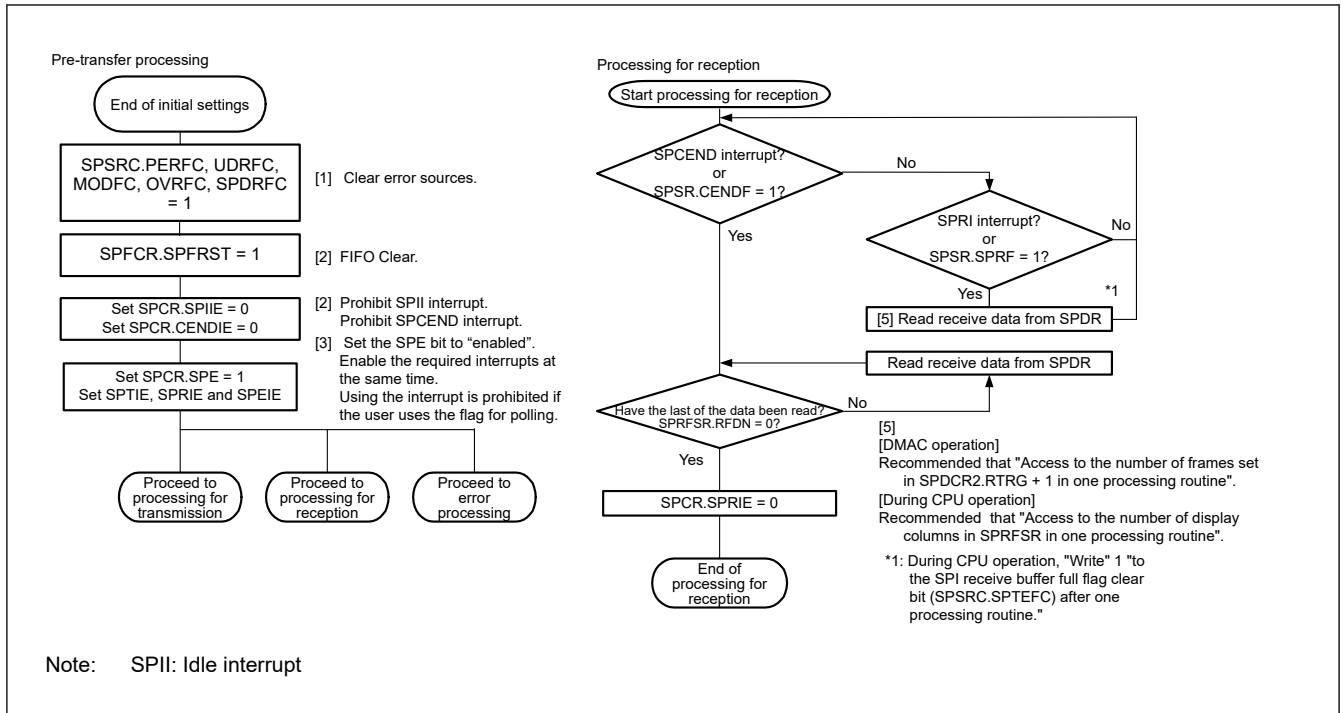 Pre-transfer processing
End of initial settings
SPSRC.PERFC, UDRFC,
MODFC, OVRFC, SPDRFC
= 1
[1] Clear error sources.
SPFCR.SPFRST = 1
[2] FIFO Clear.
Set SPCR.SPIIE = 0
Set SPCR.CENDIE = 0
[2] Prohibit SPII interrupt.
Prohibit SPCEND interrupt.
Set SPCR.SPE = 1
Set SPTIE, SPRIE and SPEIE
[3] Set the SPE bit to “enabled”.
Enable the required interrupts at
the same time.
Using the interrupt is prohibited if
the user uses the flag for polling.
Proceed to
processing for
transmission
Proceed to
processing for
reception
Proceed to
error
processing
Processing for reception
Start processing for reception
SPCEND interrupt?
or
SPSR.CENDF = 1?
No
Yes
SPRI interrupt?
or
SPSR.SPRF = 1?
No
Yes
*1
[5] Read receive data from SPDR
Read receive data from SPDR
Have the last of the data been read?
SPRFSR.RFDN = 0?
No
Yes
SPCR.SPRIE = 0
End of
processing for
reception
[5]
[DMAC operation]
Recommended that "Access to the number of frames set
in SPDCR2.RTRG + 1 in one processing routine".
[During CPU operation]
Recommended that "Access to the number of display
columns in SPRFSR in one processing routine".
*1: During CPU operation, "Write" 1 "to
the SPI receive buffer full flag clear
bit (SPSRC.SPTEFC) after one
processing routine."
Note: SPII: Idle interrupt